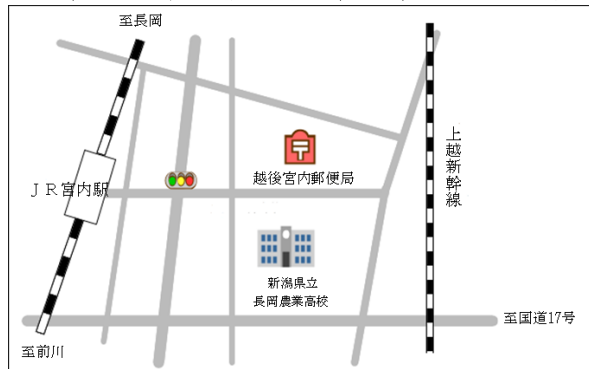 至長岡
上越新幹線
越後宮内郵便局
ＪＲ宮内駅
新潟県立
長岡農業高校
至国道17号
至前川